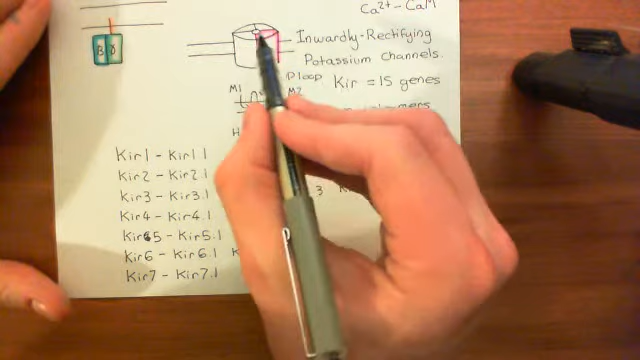 Ca2+ - CaM
β γ
Inwardly-Rectifying
Potassium Channels.
P loop
Kir = 15 genes
M1
M2
H
Kir1 - Kir1.1
Kir2 - Kir2.1
Kir3 - Kir3.1
Kir4 - Kir4.1
Kir5 - Kir5.1
Kir6 - Kir6.1
Kir7 - Kir7.1